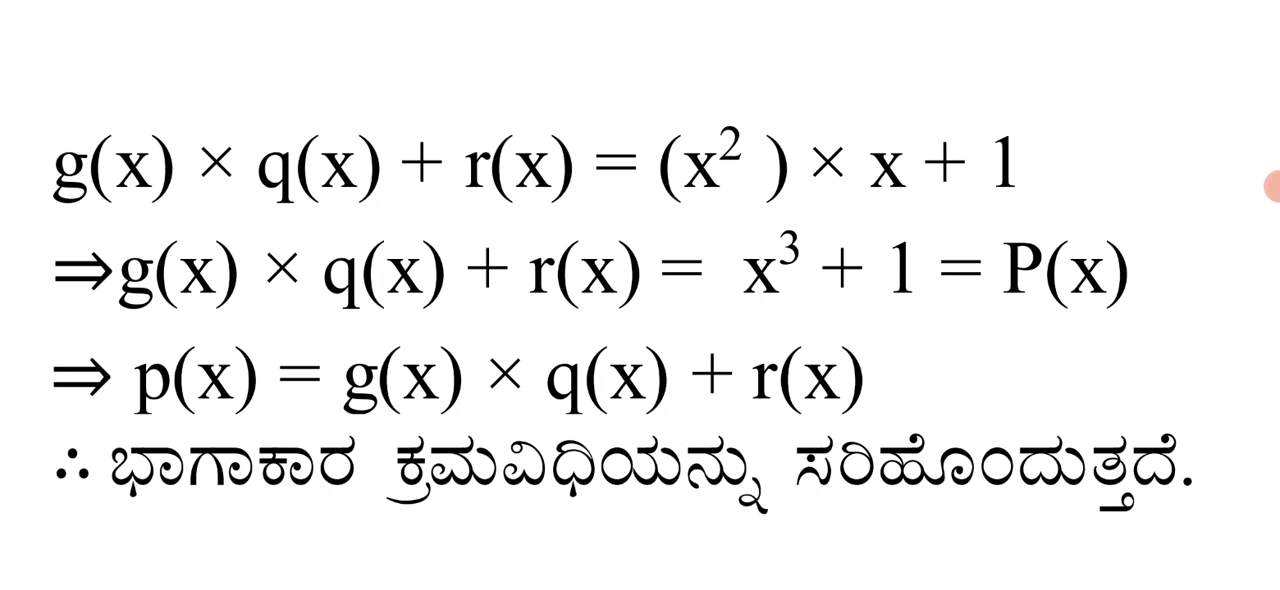 g(x) × q(x) + r(x) = (x² ) × x + 1
⇒g(x) × q(x) + r(x) = x³ + 1 = P(x)
⇒ p(x) = g(x) × q(x) + r(x)
∴ ಭಾಗಾಕಾರ ಕ್ರಮವಿಧಿಯನ್ನು ಸರಿಹೊಂದುತ್ತದೆ.